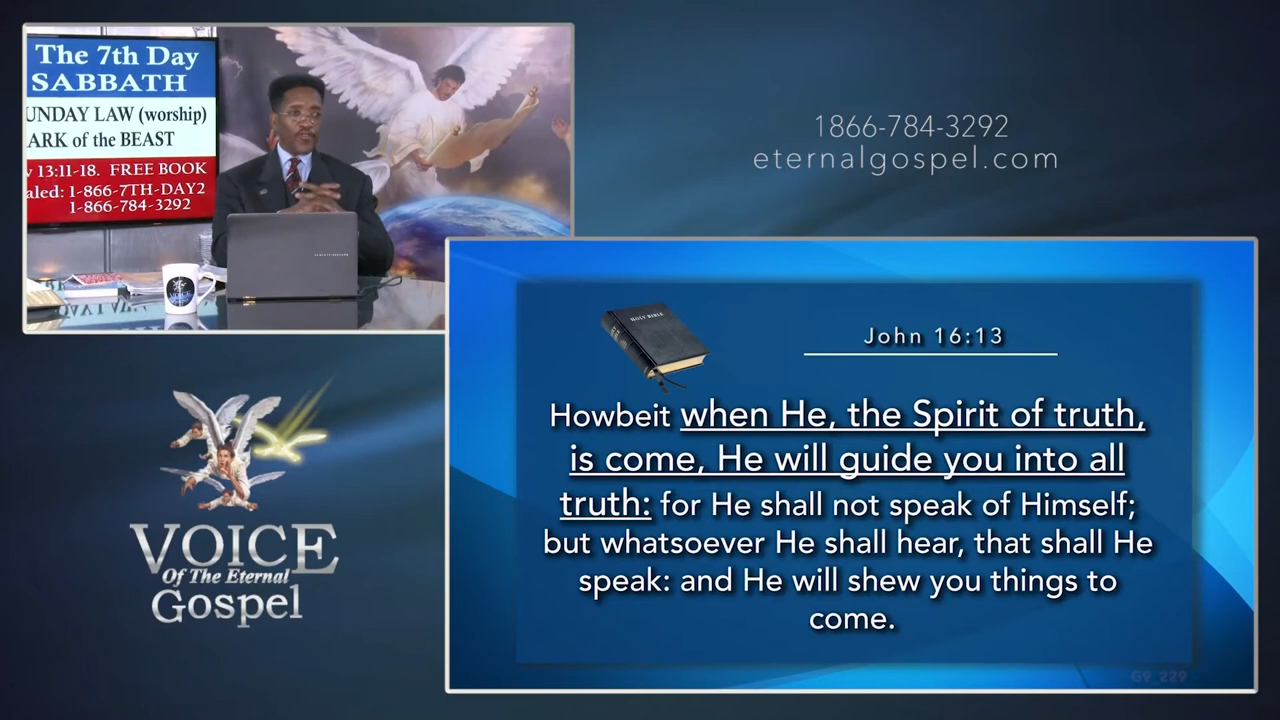 The 7th Day
SABBATH
UNDAY LAW (worship)
ARK of the BEAST
v 13:11-18. FREE BOOK
aled: 1-866-7TH-DAY2
1-866-784-3292
VOICE
1866-784-3292
eternalgospel.com
VOICE
Of The Eternal
Gospel
HOLY BIBLE
John 16:13
Howbeit when He, the Spirit of truth,
is come, He will guide you into all
truth: for He shall not speak of Himself;
but whatsoever He shall hear, that shall He
speak: and He will shew you things to
come.
G9_229